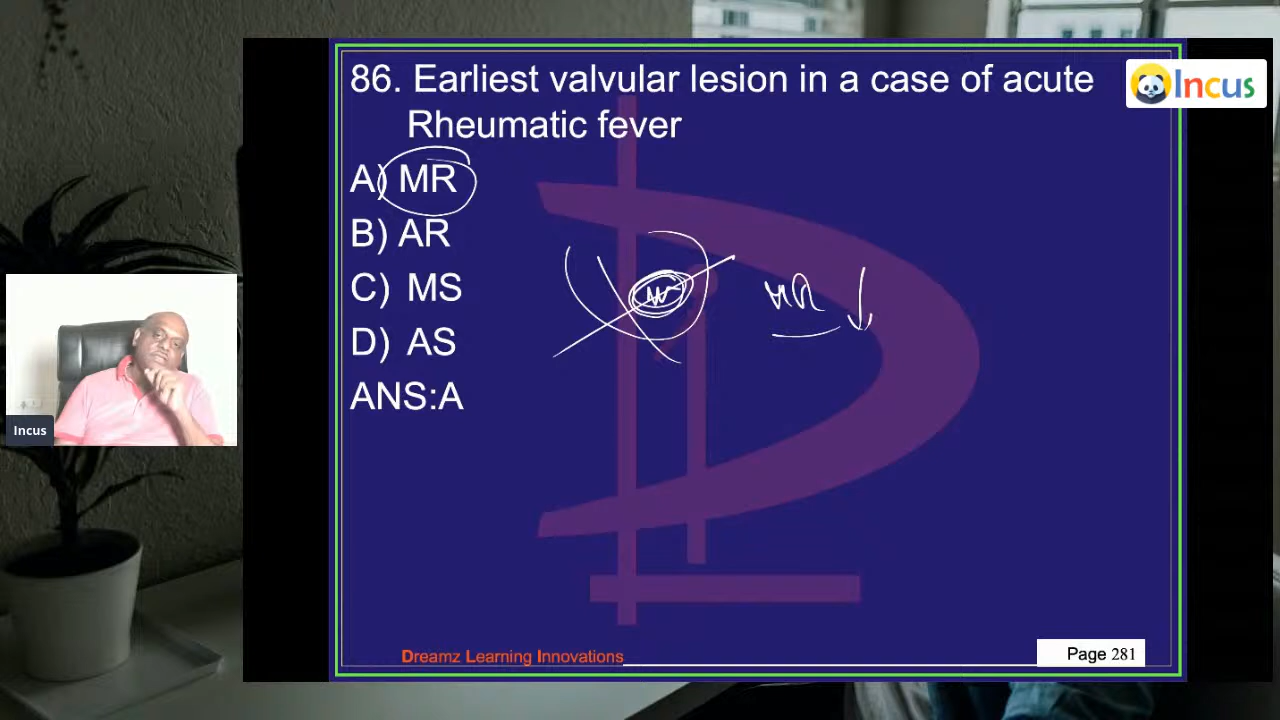 86. Earliest valvular lesion in a case of acute
Rheumatic fever
A) MR
B) AR
C) MS
D) AS
ANS:A
MR
Incus
Incus
Dreamz Learning Innovations
Page 281